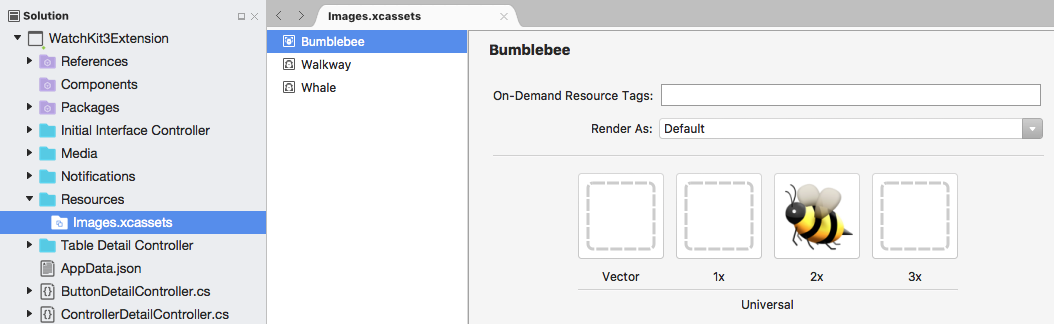 Solution
WatchKit3Extension
References
Components
Packages
Initial Interface Controller
Media
Notifications
Resources
Images.xcassets
Table Detail Controller
AppData.json
ButtonDetailController.cs
ControllerDetailController.cs
Images.xcassets
Bumblebee
Walkway
Whale
Bumblebee
On-Demand Resource Tags:
Render As: Default
Vector 1x 2x 3x
Universal